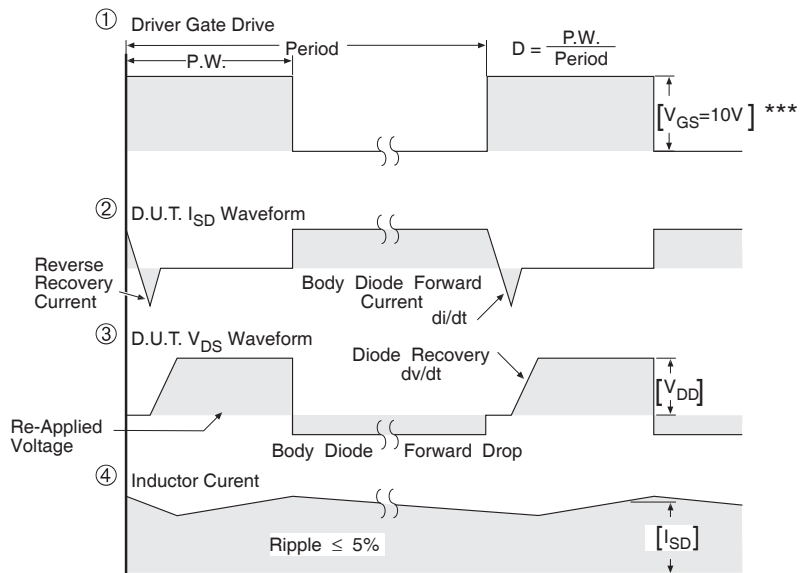 ① Driver Gate Drive
Period
P.W.
D = P.W. / Period
[VGS=10V] ***
② D.U.T. ISD Waveform
Reverse
Recovery
Current
Body Diode Forward
Current
di/dt
③ D.U.T. VDS Waveform
Diode Recovery
dv/dt
[VDD]
Re-Applied
Voltage
Body Diode Forward Drop
④ Inductor Curent
Ripple ≤ 5%
[ISD]